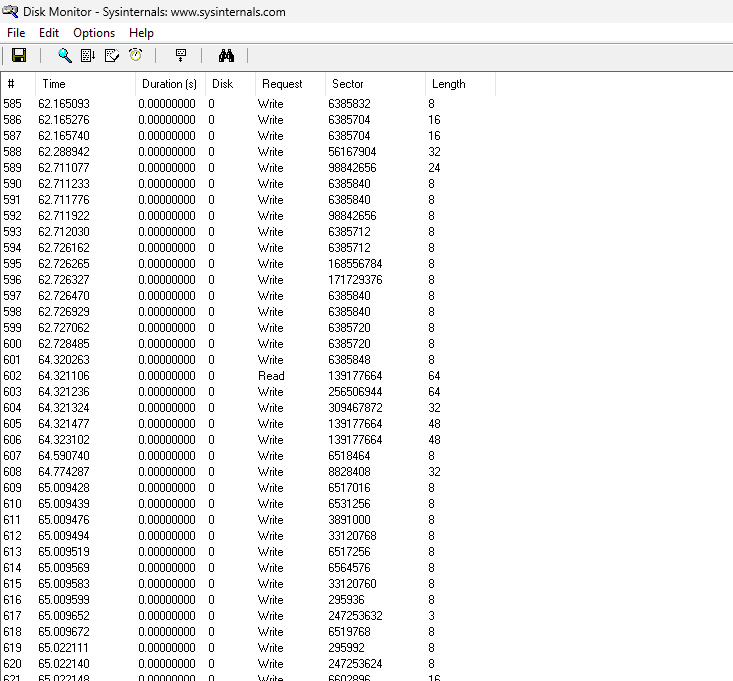 Disk Monitor - Sysinternals: www.sysinternals.com
File Edit Options Help
# Time Duration (s) Disk Request Sector Length
585 62.165093 0.00000000 0 Write 6385832 8
586 62.165276 0.00000000 0 Write 6385704 16
587 62.165740 0.00000000 0 Write 6385704 16
588 62.288942 0.00000000 0 Write 56167904 32
589 62.711077 0.00000000 0 Write 98842656 24
590 62.711233 0.00000000 0 Write 6385840 8
591 62.711776 0.00000000 0 Write 6385840 8
592 62.711922 0.00000000 0 Write 98842656 8
593 62.712030 0.00000000 0 Write 6385712 8
594 62.726162 0.00000000 0 Write 6385712 8
595 62.726265 0.00000000 0 Write 168556784 8
596 62.726327 0.00000000 0 Write 171729376 8
597 62.726470 0.00000000 0 Write 6385840 8
598 62.726929 0.00000000 0 Write 6385840 8
599 62.727062 0.00000000 0 Write 6385720 8
600 62.728485 0.00000000 0 Write 6385720 8
601 64.320263 0.00000000 0 Write 6385848 8
602 64.321106 0.00000000 0 Read 139177664 64
603 64.321236 0.00000000 0 Write 256506944 64
604 64.321324 0.00000000 0 Write 309467872 32
605 64.321477 0.00000000 0 Write 139177664 48
606 64.323102 0.00000000 0 Write 139177664 48
607 64.590740 0.00000000 0 Write 6518464 8
608 64.774287 0.00000000 0 Write 8828408 32
609 65.009428 0.00000000 0 Write 6517016 8
610 65.009439 0.00000000 0 Write 6531256 8
611 65.009476 0.00000000 0 Write 3891000 8
612 65.009494 0.00000000 0 Write 33120768 8
613 65.009519 0.00000000 0 Write 6517256 8
614 65.009569 0.00000000 0 Write 6564576 8
615 65.009583 0.00000000 0 Write 33120760 8
616 65.009599 0.00000000 0 Write 295936 8
617 65.009652 0.00000000 0 Write 247253632 3
618 65.009672 0.00000000 0 Write 6519768 8
619 65.022111 0.00000000 0 Write 295992 8
620 65.022140 0.00000000 0 Write 247253624 8
621 65.022148 0.00000000 0 Write 6602896 16